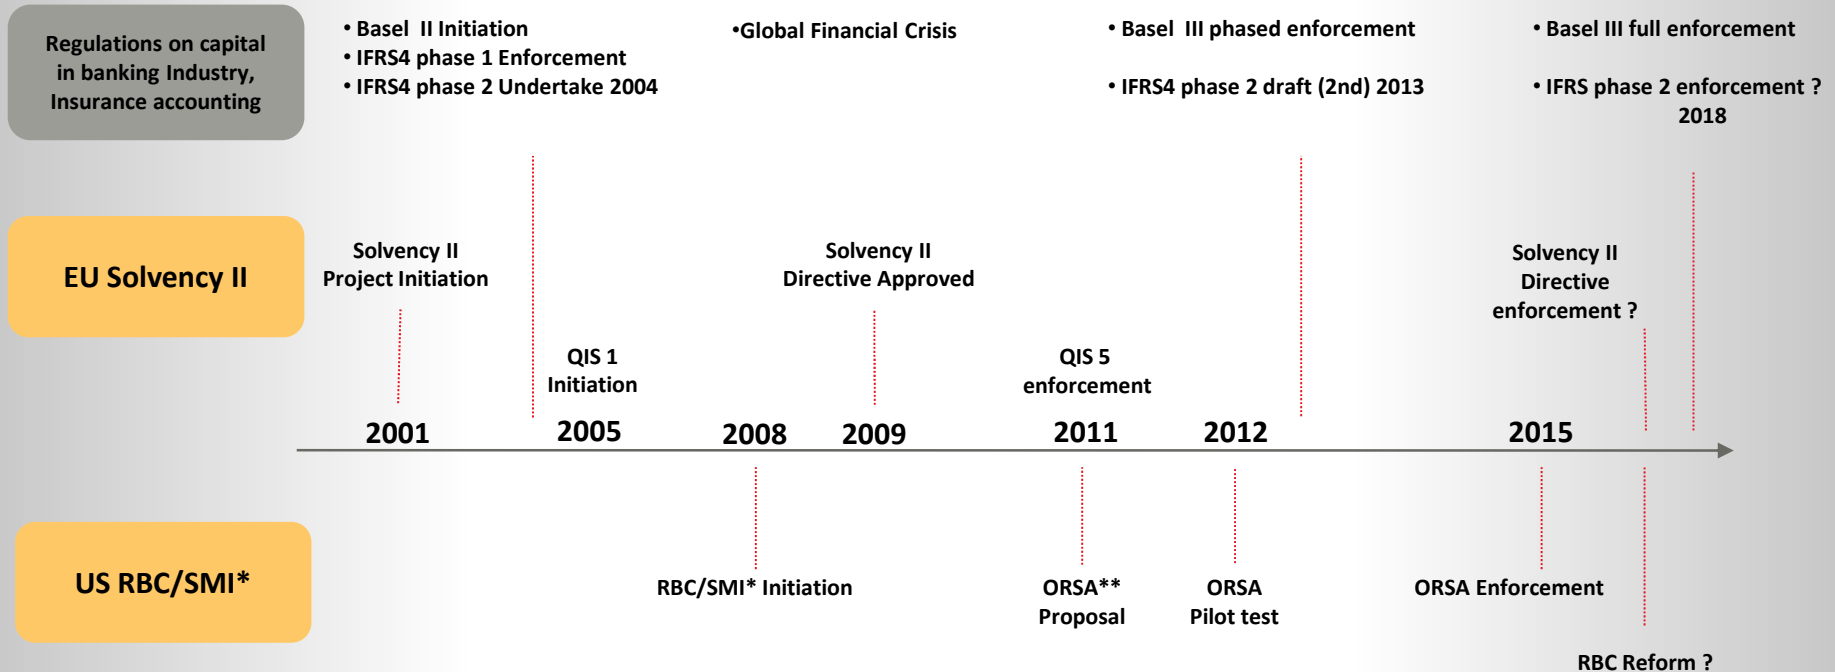 Regulations on capital
in banking Industry,
Insurance accounting
• Basel II Initiation
• IFRS4 phase 1 Enforcement
• IFRS4 phase 2 Undertake 2004
•Global Financial Crisis
• Basel III phased enforcement
• IFRS4 phase 2 draft (2nd) 2013
• Basel III full enforcement
• IFRS phase 2 enforcement ?
2018
EU Solvency II
Solvency II
Project Initiation
QIS 1
Initiation
Solvency II
Directive Approved
QIS 5
enforcement
Solvency II
Directive
enforcement ?
2001
2005
2008
2009
2011
2012
2015
US RBC/SMI*
RBC/SMI* Initiation
ORSA**
Proposal
ORSA
Pilot test
ORSA Enforcement
RBC Reform ?